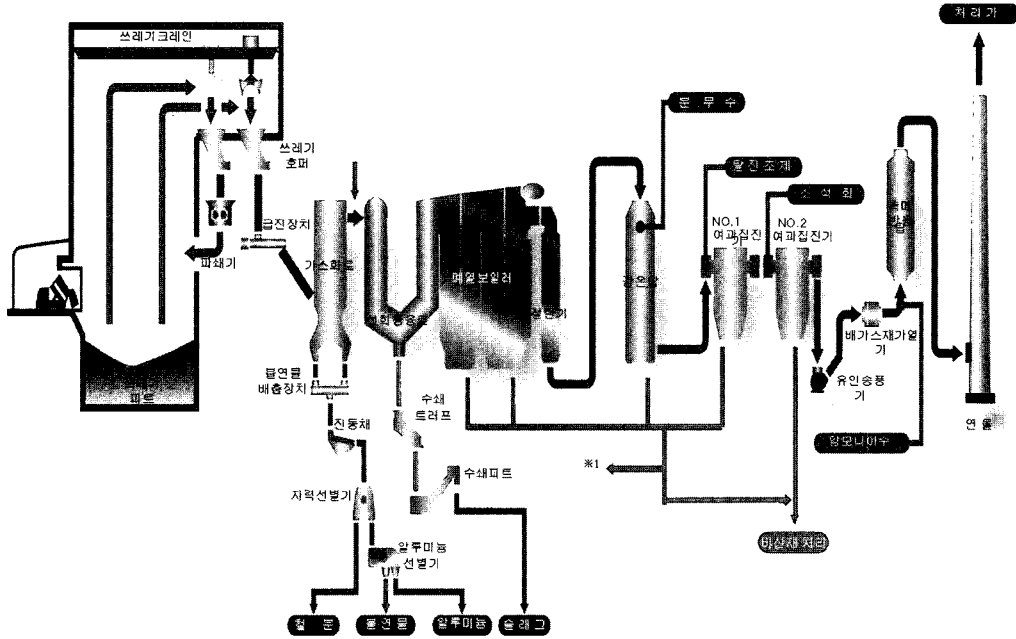 처리가
쓰레기크레인
분 무 수
쓰레기
호퍼
탈진조제
소 석 회
NO.1
여과집진
기
NO.2
여과집진기
급진장치
파쇄기
가스화로
폐열보일러
배가스재가열
기
유인송풍
기
불연물
배출장치
수쇄
트러프
진동채
연 돌
암모니아수
※1
수쇄피트
자력선별기
알루미늄
선별기
비산재 처리
피트
알루미늄
슬래그